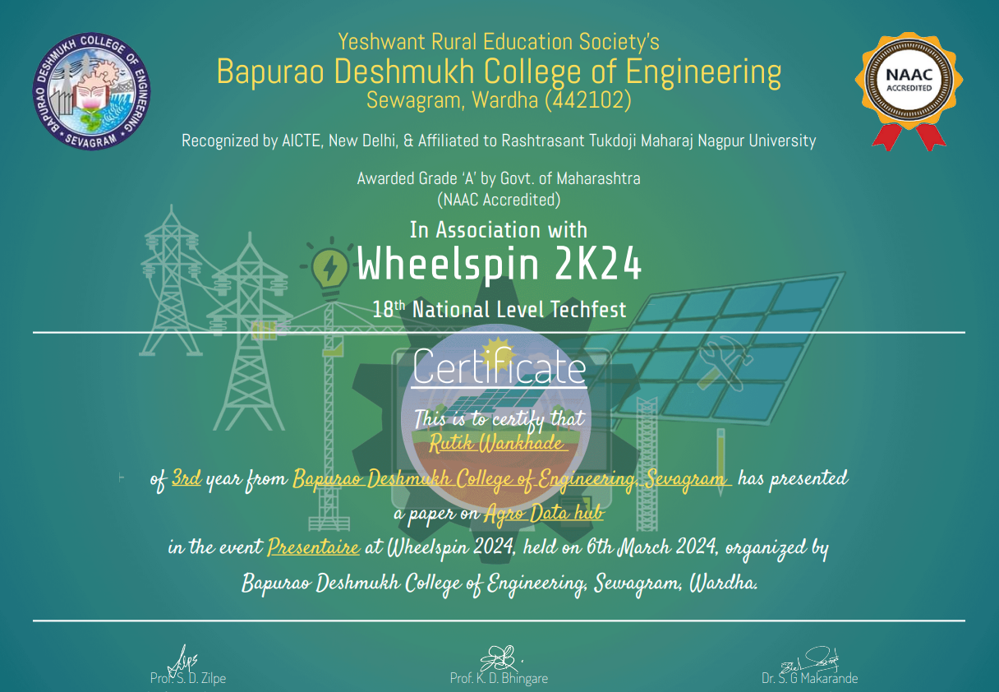 Yeshwant Rural Education Society's
Bapurao Deshmukh College of Engineering
Sewagram, Wardha (442102)
BAPURAO DESHMUKH COLLEGE OF ENGINEERING,
• SEVAGRAM •
NAAC
ACCREDITED
Recognized by AICTE, New Delhi, & Affiliated to Rashtrasant Tukdoji Maharaj Nagpur University
Awarded Grade ‘A’ by Govt. of Maharashtra
(NAAC Accredited)
In Association with
Wheelspin 2K24
18th National Level Techfest
Certificate
This is to certify that
Rutik Wankhade
of 3rd year from Bapurao Deshmukh College of Engineering, Sevagram has presented
a paper on Agro Data hub
in the event Presentaire at Wheelspin 2024, held on 6th March 2024, organized by
Bapurao Deshmukh College of Engineering, Sewagram, Wardha.
Prof. S. D. Zilpe
Prof. K. D. Bhingare
Dr. S. G Makarande